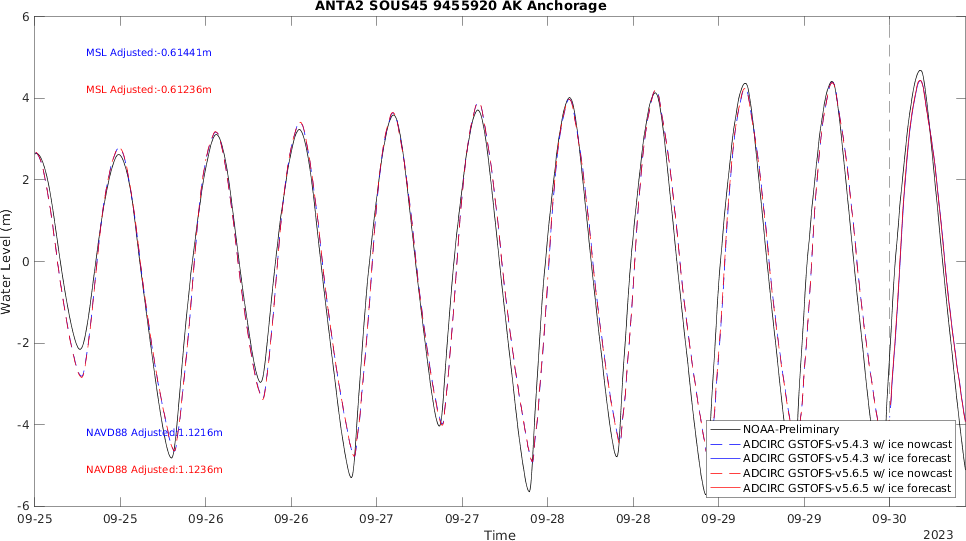 ANTA2 SOUS45 9455920 AK Anchorage
6
MSL Adjusted:-0.61441m
MSL Adjusted:-0.61236m
4
2
0
-2
-4
-6
Water Level (m)
NAVD88 Adjusted:1.1216m
NAVD88 Adjusted:1.1236m
NOAA-Preliminary
ADCIRC GSTOFS-v5.4.3 w/ ice nowcast
ADCIRC GSTOFS-v5.4.3 w/ ice forecast
ADCIRC GSTOFS-v5.6.5 w/ ice nowcast
ADCIRC GSTOFS-v5.6.5 w/ ice forecast
09-25 09-25 09-26 09-26 09-27 09-27 09-28 09-28 09-29 09-29 09-30
Time
2023